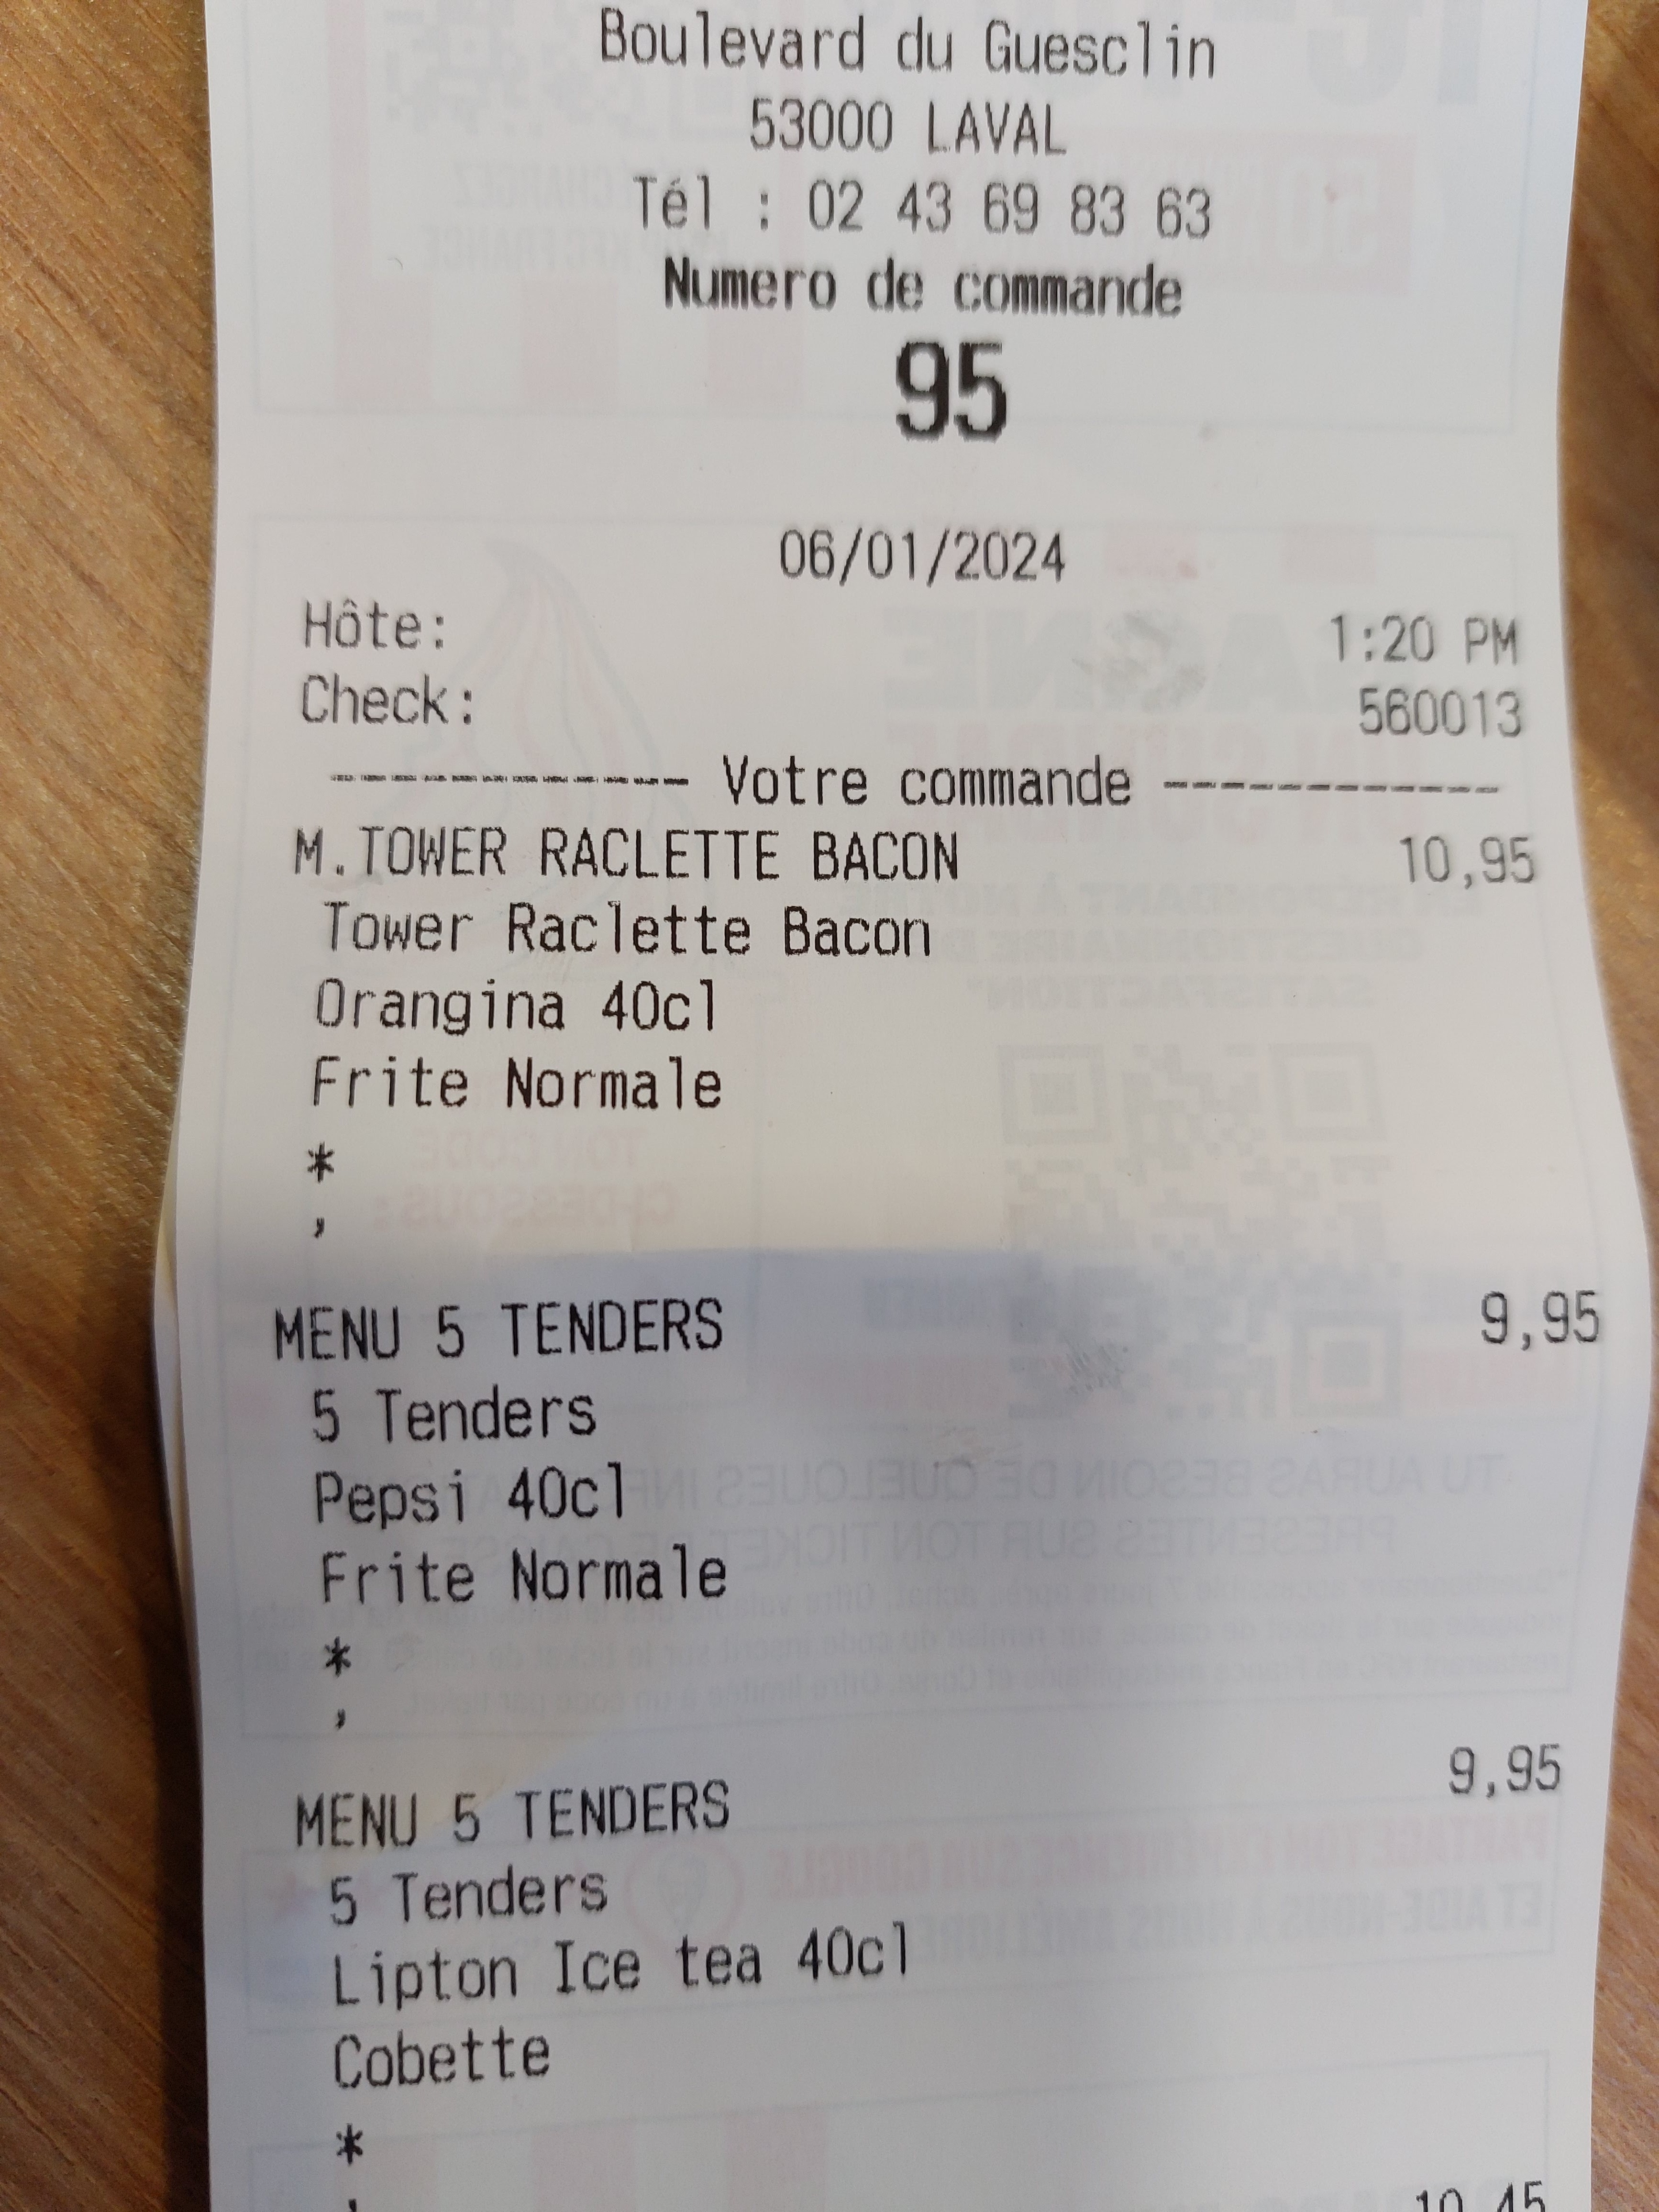 Boulevard du Guesclin
53000 LAVAL
Tél : 02 43 69 83 63
Numero de commande
95
06/01/2024
Hôte: 1:20 PM
Check: 560013
------------- Votre commande ------------
M.TOWER RACLETTE BACON 10,95
Tower Raclette Bacon
Orangina 40cl
Frite Normale
*
,
MENU 5 TENDERS 9,95
5 Tenders
Pepsi 40cl
Frite Normale
*
,
MENU 5 TENDERS 9,95
5 Tenders
Lipton Ice tea 40cl
Cobette
*
,
10,45